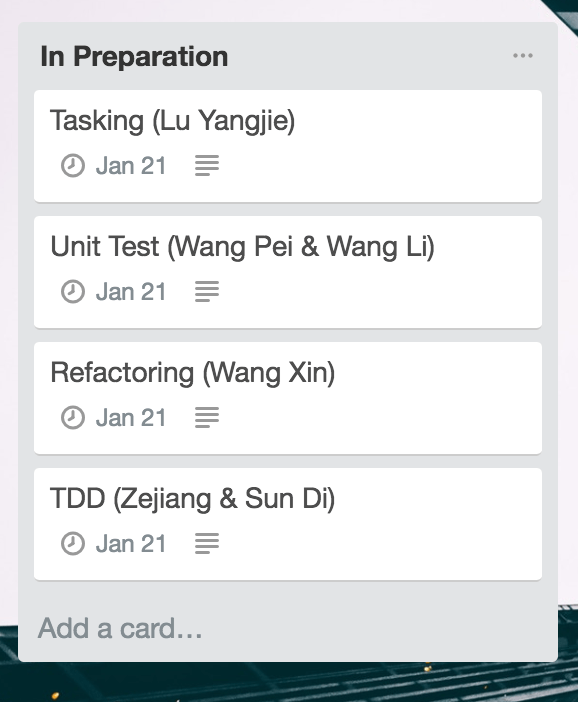 In Preparation
Tasking (Lu Yangjie)
Jan 21
Unit Test (Wang Pei & Wang Li)
Jan 21
Refactoring (Wang Xin)
Jan 21
TDD (Zejiang & Sun Di)
Jan 21
Add a card…